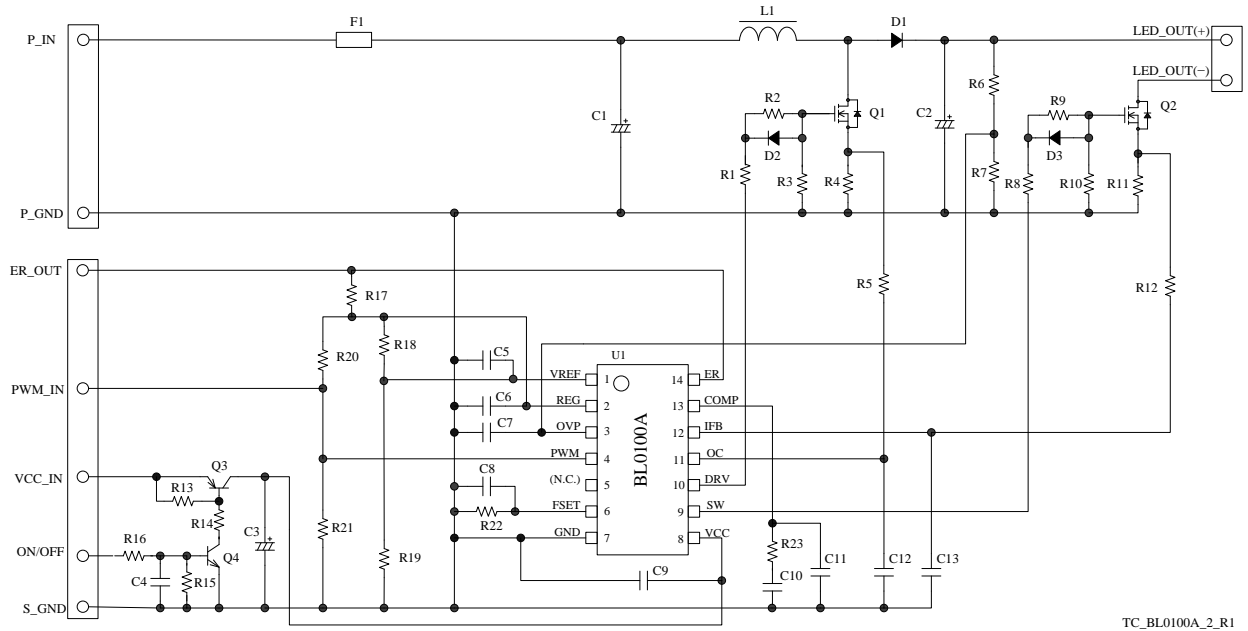 P_IN
F1
L1
D1
LED_OUT(+)
LED_OUT(−)
C1
R2
D2
Q1
R1
R3
R4
C2
R6
R7
R9
D3
Q2
R8
R10
R11
P_GND
ER_OUT
R17
R5
R12
R20
R18
C5
U1
VREF
1
14
ER
PWM_IN
C6
REG
2
13
COMP
C7
OVP
3
12
IFB
PWM
4
11
OC
VCC_IN
Q3
R13
C8
(N.C.)
5
10
DRV
BL0100A
R14
R22
FSET
6
9
SW
R21
GND
7
8
VCC
ON/OFF
R16
Q4
C3
R19
R23
C4
R15
C9
C10
C11
C12
C13
S_GND
TC_BL0100A_2_R1